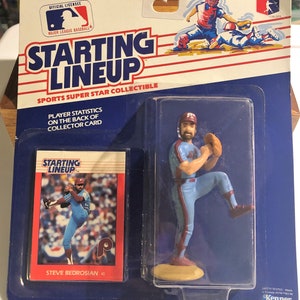 OFFICIAL LICENSEE
MAJOR LEAGUE BASEBALL
STARTING
LINEUP
SPORTS SUPER STAR COLLECTIBLE
PLAYER STATISTICS
ON THE BACK OF
COLLECTOR CARD
STARTING
LINEUP
STEVE BEDROSIAN
Kenner